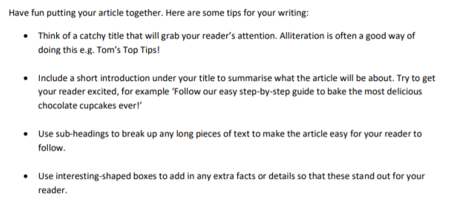 Have fun putting your article together. Here are some tips for your writing:
• Think of a catchy title that will grab your reader's attention. Alliteration is often a good way of
doing this e.g. Tom's Top Tips!
• Include a short introduction under your title to summarise what the article will be about. Try to get
your reader excited, for example 'Follow our easy step-by-step guide to bake the most delicious
chocolate cupcakes ever!'
• Use sub-headings to break up any long pieces of text to make the article easy for your reader to
follow.
• Use interesting-shaped boxes to add in any extra facts or details so that these stand out for your
reader.